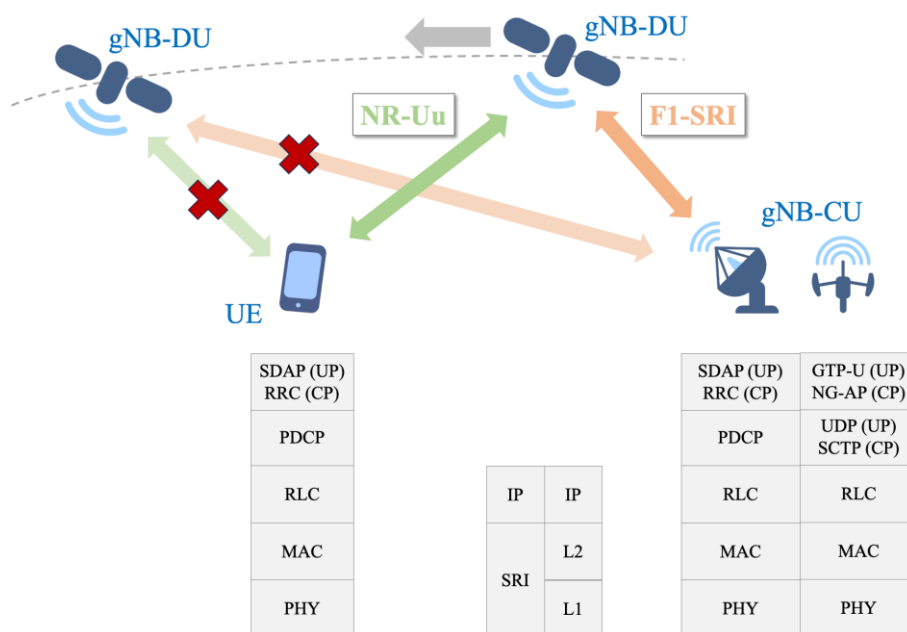 gNB-DU
gNB-DU
NR-Uu
F1-SRI
gNB-CU
UE
SDAP (UP)
RRC (CP)
PDCP
RLC
MAC
PHY
IP
IP
SRI
L2
L1
SDAP (UP)
RRC (CP)
GTP-U (UP)
NG-AP (CP)
PDCP
UDP (UP)
SCTP (CP)
RLC
RLC
MAC
MAC
PHY
PHY